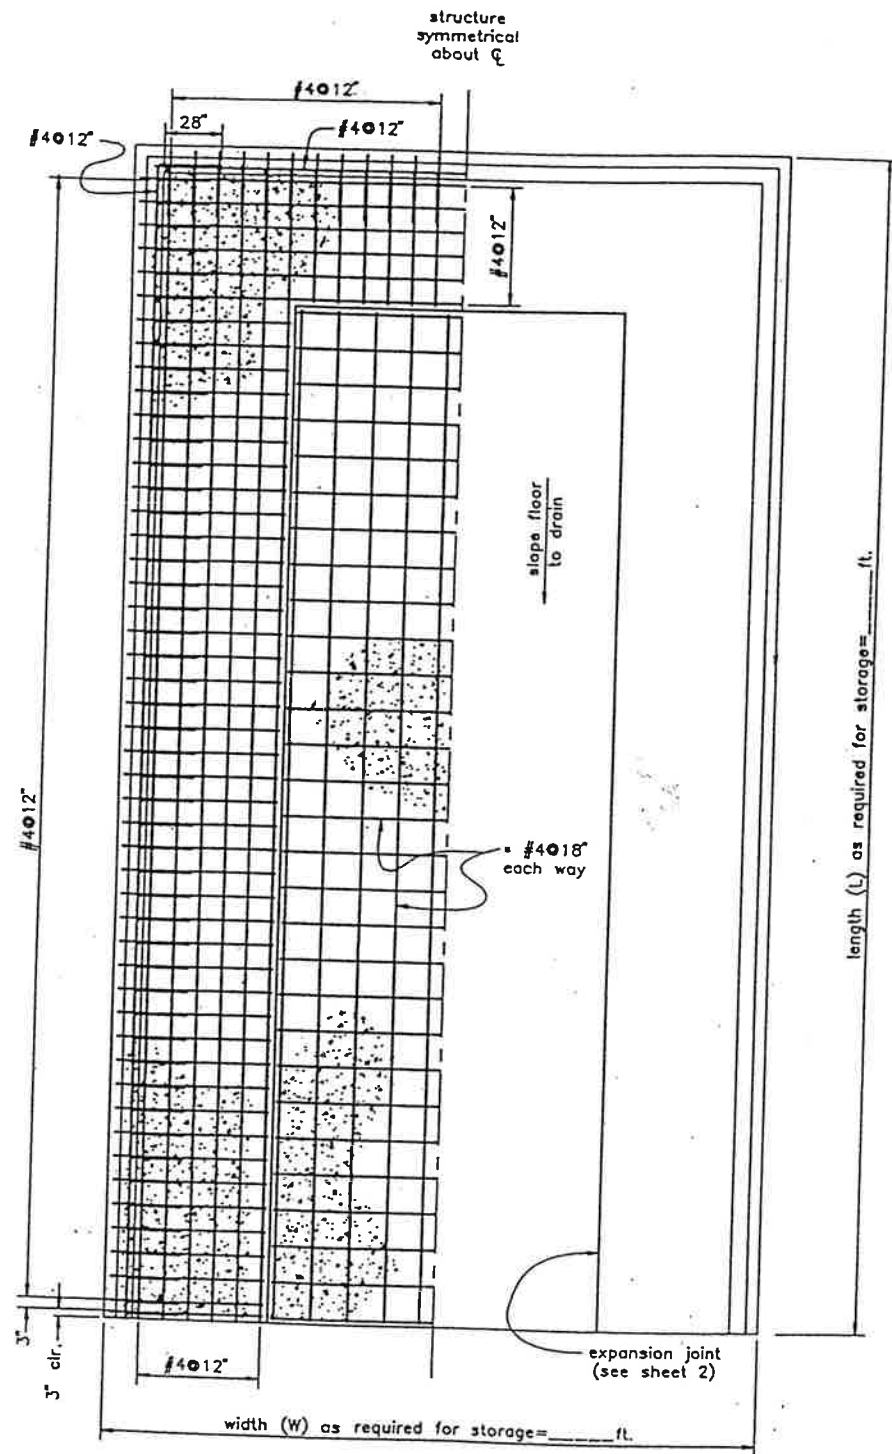 structure
symmetrical
about ℄
#4@12"
28"
#4@12"
#4@12"
#4@12"
slope floor
to drain
#4@12"
length (L) as required for storage=_____ft.
* #4@18"
each way
3"
3" clr.
#4@12"
expansion joint
(see sheet 2)
width (W) as required for storage=_____ft.